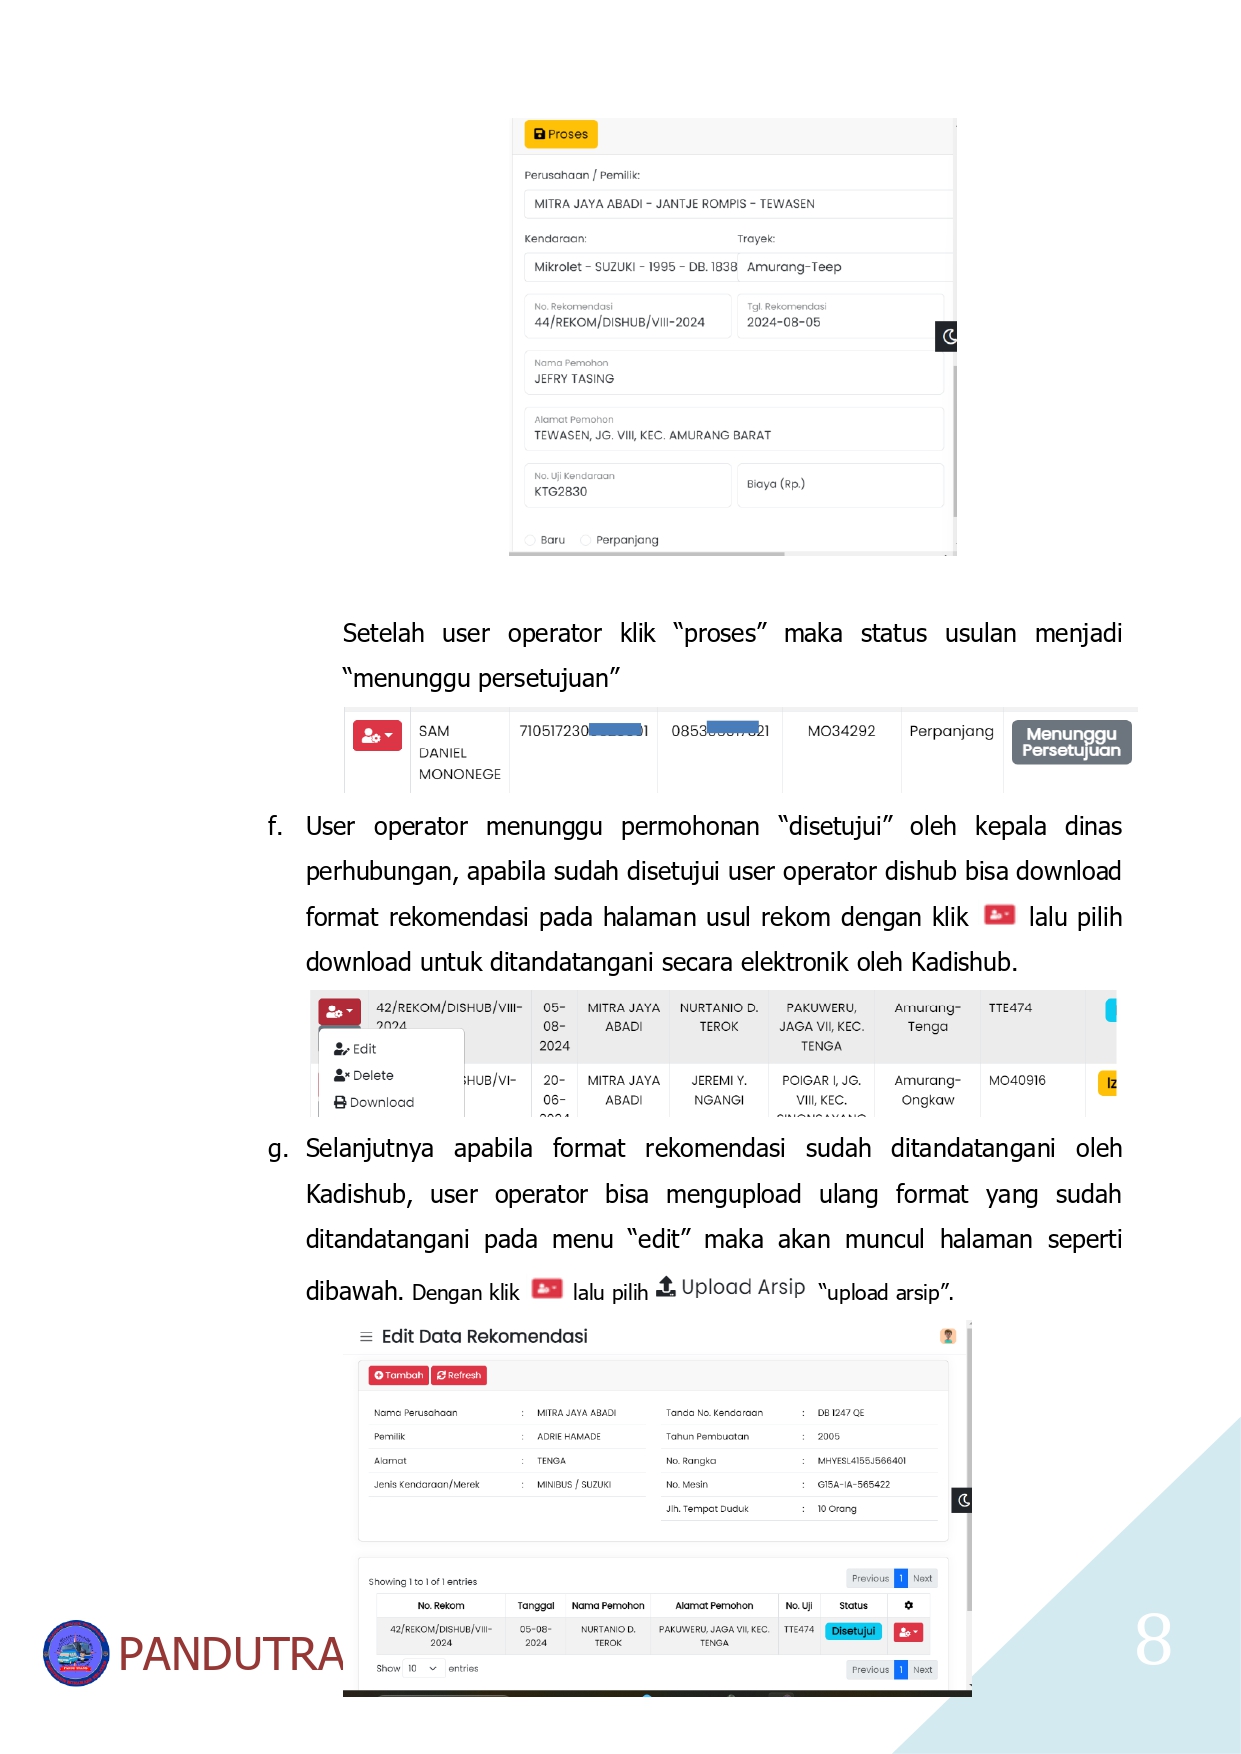 Proses
Perusahaan / Pemilik:
MITRA JAYA ABADI - JANTJE ROMPIS - TEWASEN
Kendaraan: Trayek:
Mikrolet - SUZUKI - 1995 - DB. 1838 Amurang-Teep
No. Rekomendasi Tgl. Rekomendasi
44/REKOM/DISHUB/VIII-2024 2024-08-05
Nama Pemohon
JEFRY TASING
Alamat Pemohon
TEWASEN, JG. VIII, KEC. AMURANG BARAT
No. Uji Kendaraan
KTG2830 Biaya (Rp.)
Baru Perpanjang
Setelah user operator klik “proses” maka status usulan menjadi
“menunggu persetujuan”
SAM MO34292 Perpanjang Menunggu
DANIEL Persetujuan
MONONEGE
f. User operator menunggu permohonan “disetujui” oleh kepala dinas
perhubungan, apabila sudah disetujui user operator dishub bisa download
format rekomendasi pada halaman usul rekom dengan klik lalu pilih
download untuk ditandatangani secara elektronik oleh Kadishub.
42/REKOM/DISHUB/VIII- 05- MITRA JAYA NURTANIO D. PAKUWERU, Amurang- TTE474
2024 08- ABADI TEROK JAGA VII, KEC. Tenga
Edit 2024 TENGA
Delete SHUB/VI- 20- MITRA JAYA JEREMI Y. POIGAR I, JG. Amurang- MO40916 Iz
Download 06- ABADI NGANGI VIII, KEC. Ongkaw
g. Selanjutnya apabila format rekomendasi sudah ditandatangani oleh
Kadishub, user operator bisa mengupload ulang format yang sudah
ditandatangani pada menu “edit” maka akan muncul halaman seperti
dibawah. Dengan klik lalu pilih Upload Arsip “upload arsip”.
Edit Data Rekomendasi
Tambah Refresh
Nama Perusahaan : MITRA JAYA ABADI Tanda No. Kendaraan : DB 1247 QE
Pemilik : ADRIE HAMADE Tahun Pembuatan : 2005
Alamat : TENGA No. Rangka : MHYESL4155J566401
Jenis Kendaraan/Merek : MINIBUS / SUZUKI No. Mesin : G15A-IA-565422
Jlh. Tempat Duduk : 10 Orang
Showing 1 to 1 of 1 entries Previous 1 Next
No. Rekom Tanggal Nama Pemohon Alamat Pemohon No. Uji Status
42/REKOM/DISHUB/VIII- 05-08- NURTANIO D. PAKUWERU, JAGA VII, KEC. TTE474 Disetujui
2024 2024 TEROK TENGA
Show 10 entries Previous 1 Next
PANDUTRA
8